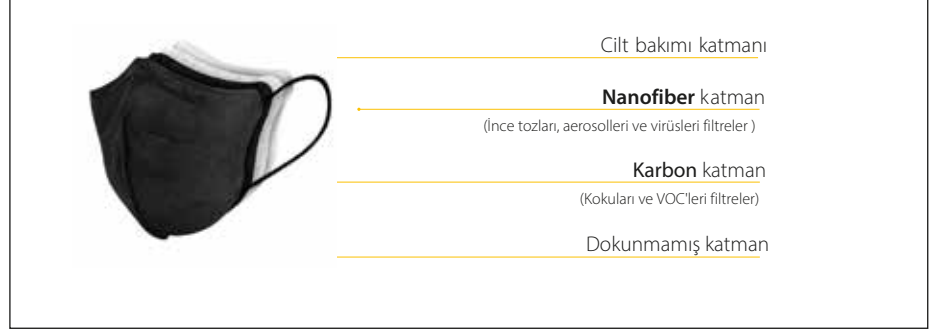 Cilt bakımı katmanı
Nanofiber katman
(İnce tozları, aerosolleri ve virüsleri filtreler )
Karbon katman
(Kokuları ve VOC'leri filtreler)
Dokunmamış katman